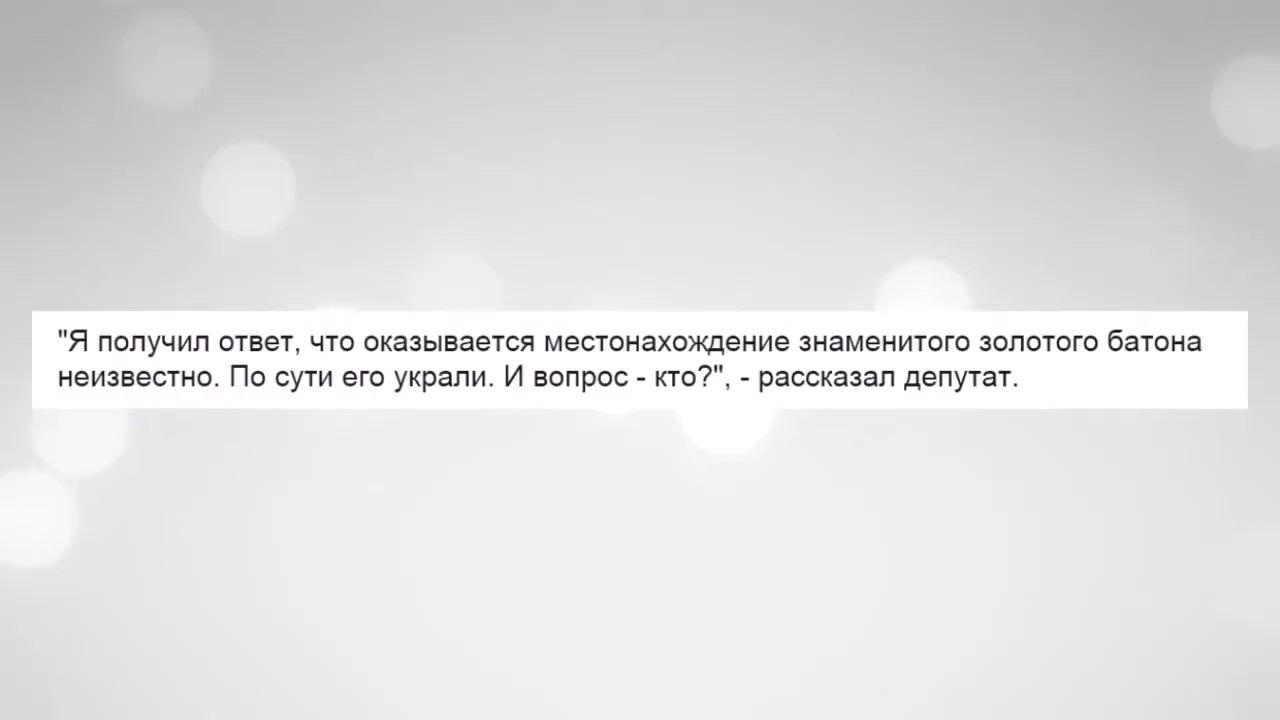 "Я получил ответ, что оказывается местонахождение знаменитого золотого батона
неизвестно. По сути его украли. И вопрос - кто?", - рассказал депутат.